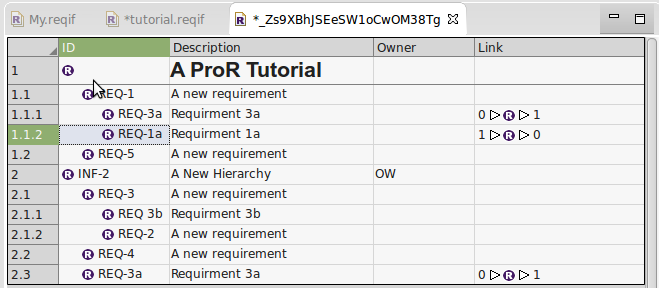 My.reqif *tutorial.reqif *_Zs9XBhJSEeSW1oCwOM38Tg
ID Description Owner Link
1 R A ProR Tutorial
1.1 R REQ-1 A new requirement
1.1.1 R REQ-3a Requirment 3a 0 ▷ R ▷ 1
1.1.2 R REQ-1a Requirment 1a 1 ▷ R ▷ 0
1.2 R REQ-5 A new requirement
2 R INF-2 A New Hierarchy OW
2.1 R REQ-3 A new requirement
2.1.1 R REQ 3b Requirment 3b
2.1.2 R REQ-2 A new requirement
2.2 R REQ-4 A new requirement
2.3 R REQ-3a Requirment 3a 0 ▷ R ▷ 1